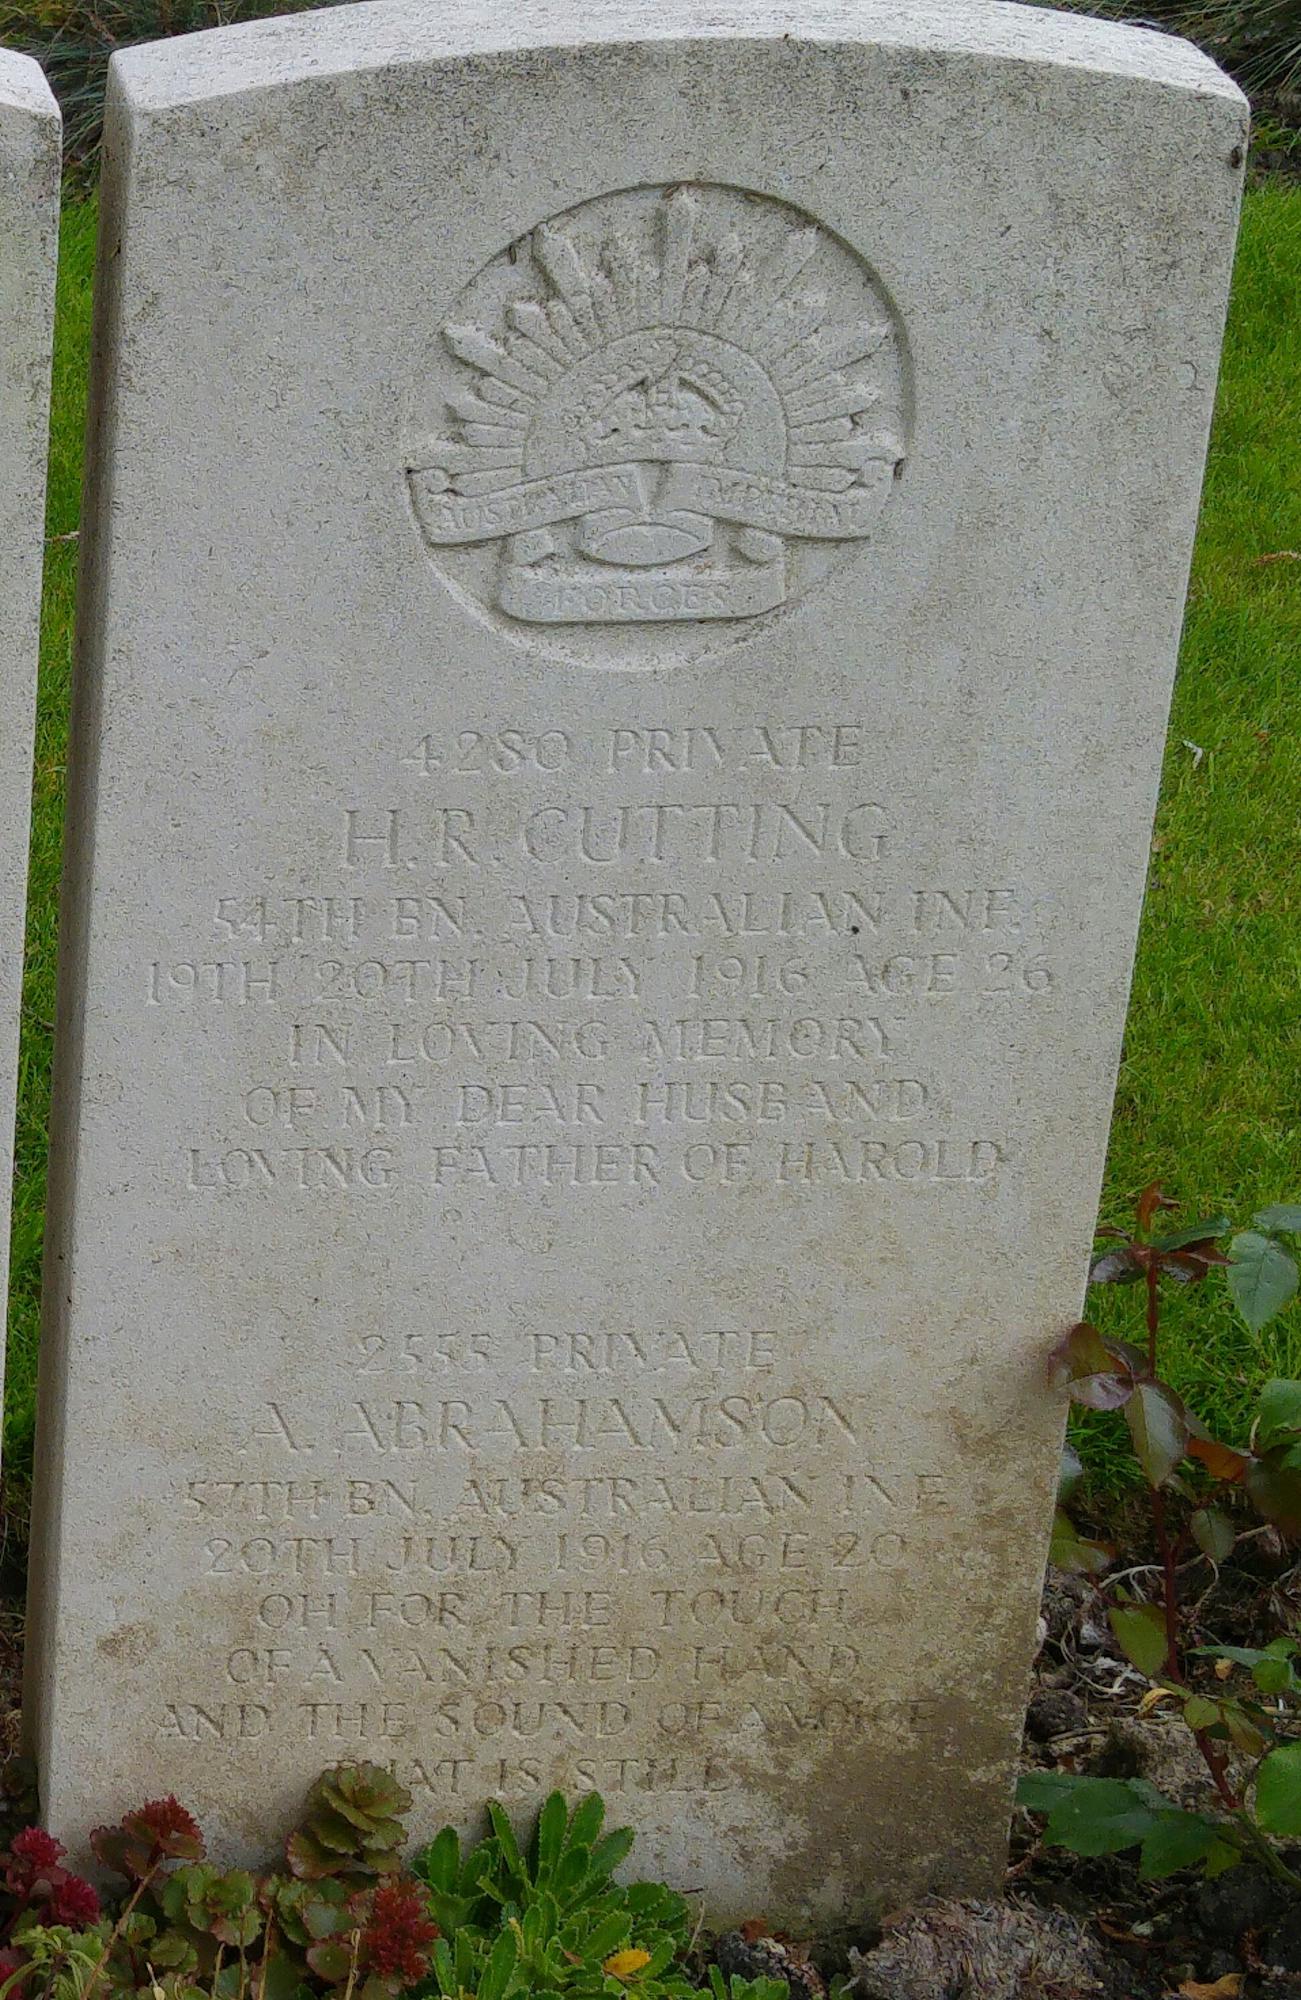 AUSTRALIAN IMPERIAL
FORCES
4280 PRIVATE
H.R. CUTTING
54TH BN. AUSTRALIAN INF.
19TH 20TH JULY 1916 AGE 26
IN LOVING MEMORY
OF MY DEAR HUSBAND
LOVING FATHER OF HAROLD
2555 PRIVATE
A. ABRAHAMSON
57TH BN. AUSTRALIAN INF.
20TH JULY 1916 AGE 20
OH FOR THE TOUCH
OF A VANISHED HAND
AND THE SOUND OF A VOICE
THAT IS STILL